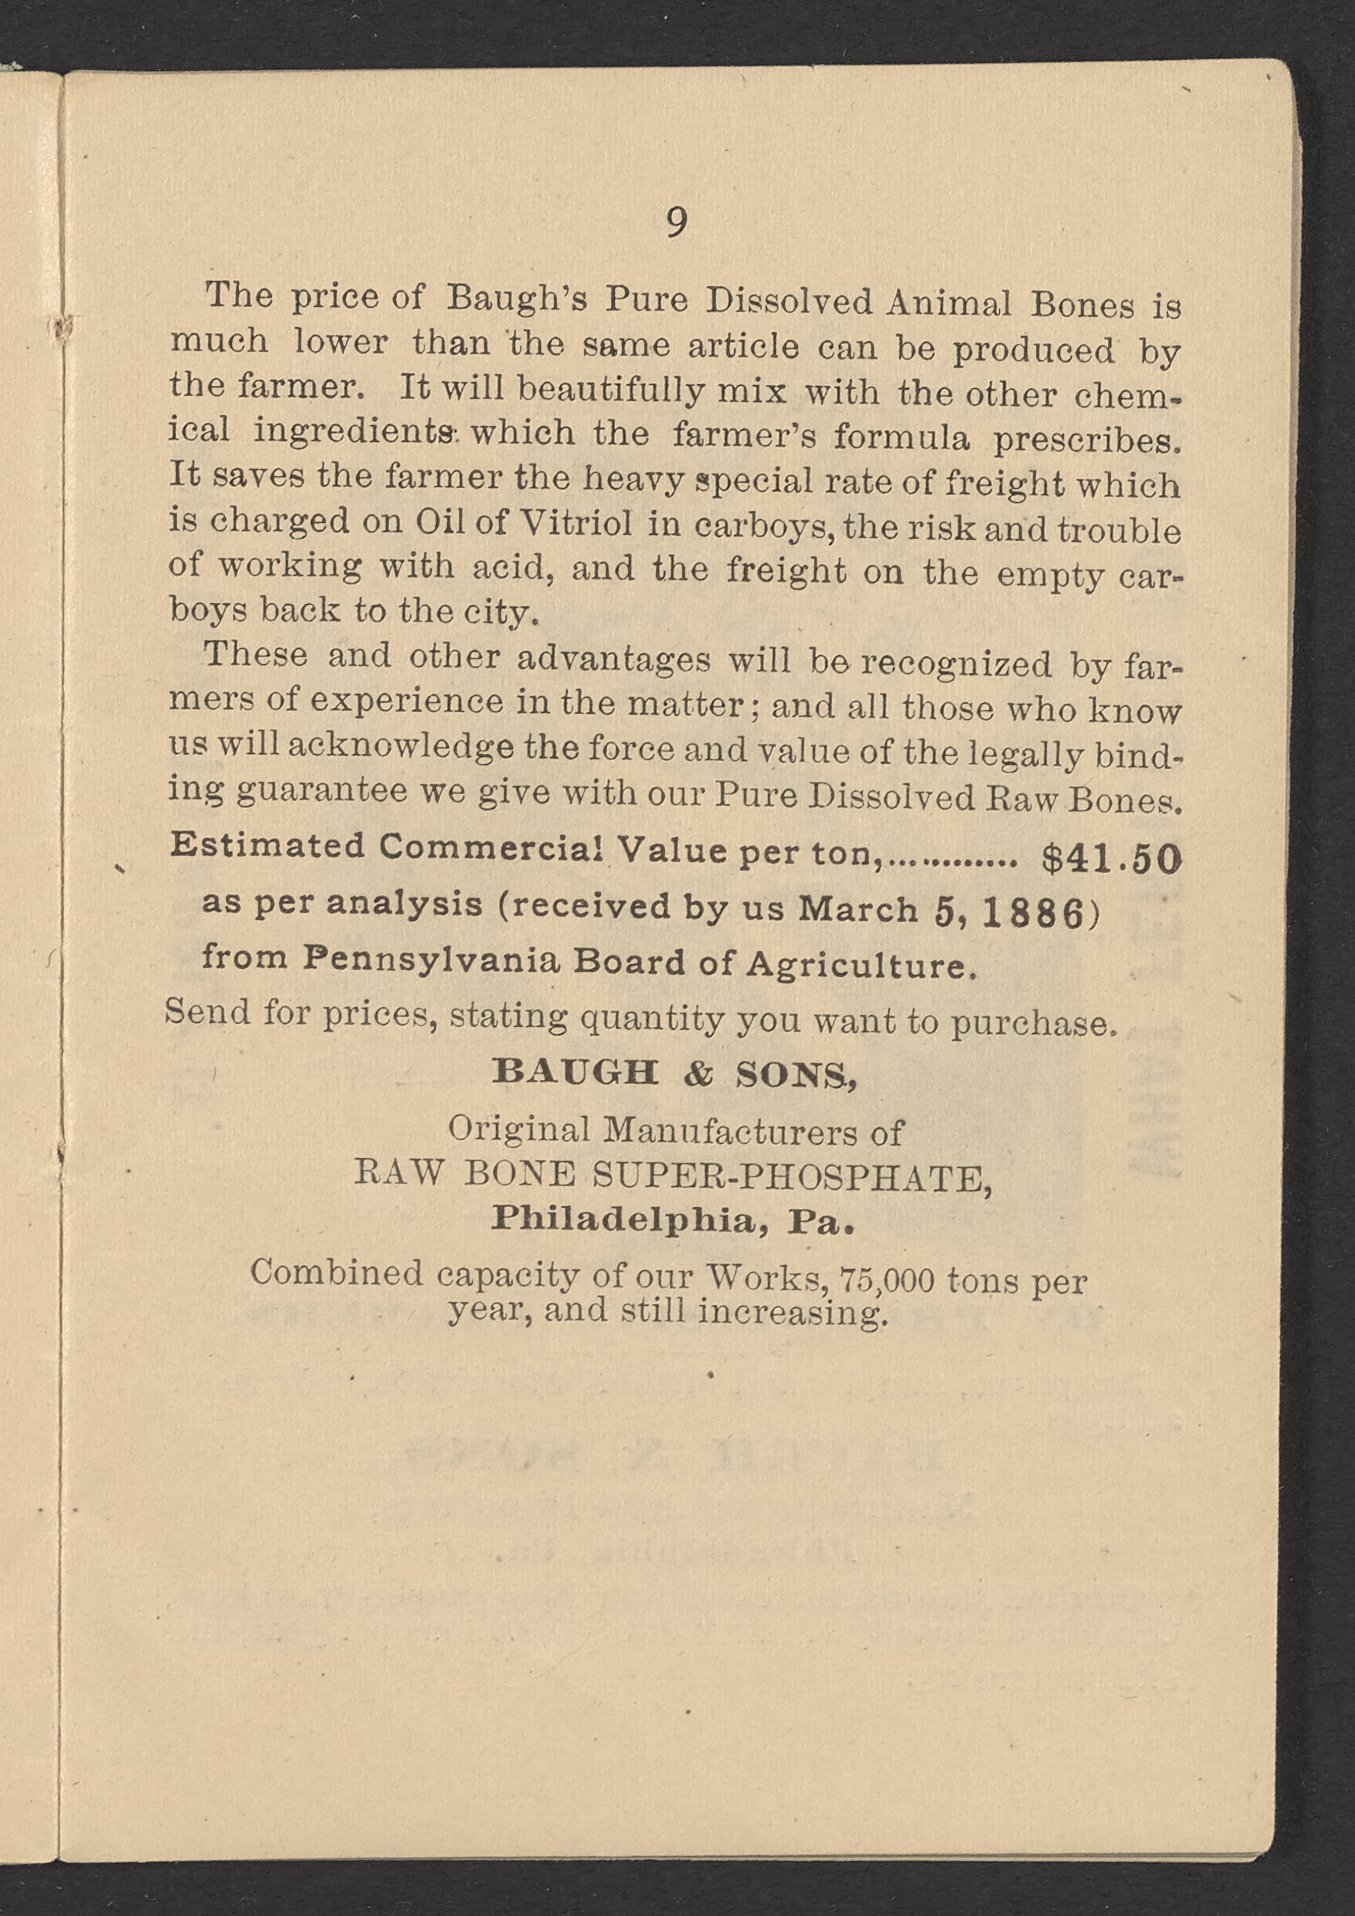 9
The price of Baugh's Pure Dissolved Animal Bones is
much lower than the same article can be produced by
the farmer. It will beautifully mix with the other chem-
ical ingredients which the farmer's formula prescribes.
It saves the farmer the heavy special rate of freight which
is charged on Oil of Vitriol in carboys, the risk and trouble
of working with acid, and the freight on the empty car-
boys back to the city.
These and other advantages will be recognized by far-
mers of experience in the matter; and all those who know
us will acknowledge the force and value of the legally bind-
ing guarantee we give with our Pure Dissolved Raw Bones.
Estimated Commercial Value per ton,............ $41.50
as per analysis (received by us March 5, 1886)
from Pennsylvania Board of Agriculture.
Send for prices, stating quantity you want to purchase.
BAUGH & SONS,
Original Manufacturers of
RAW BONE SUPER-PHOSPHATE,
Philadelphia, Pa.
Combined capacity of our Works, 75,000 tons per
year, and still increasing.